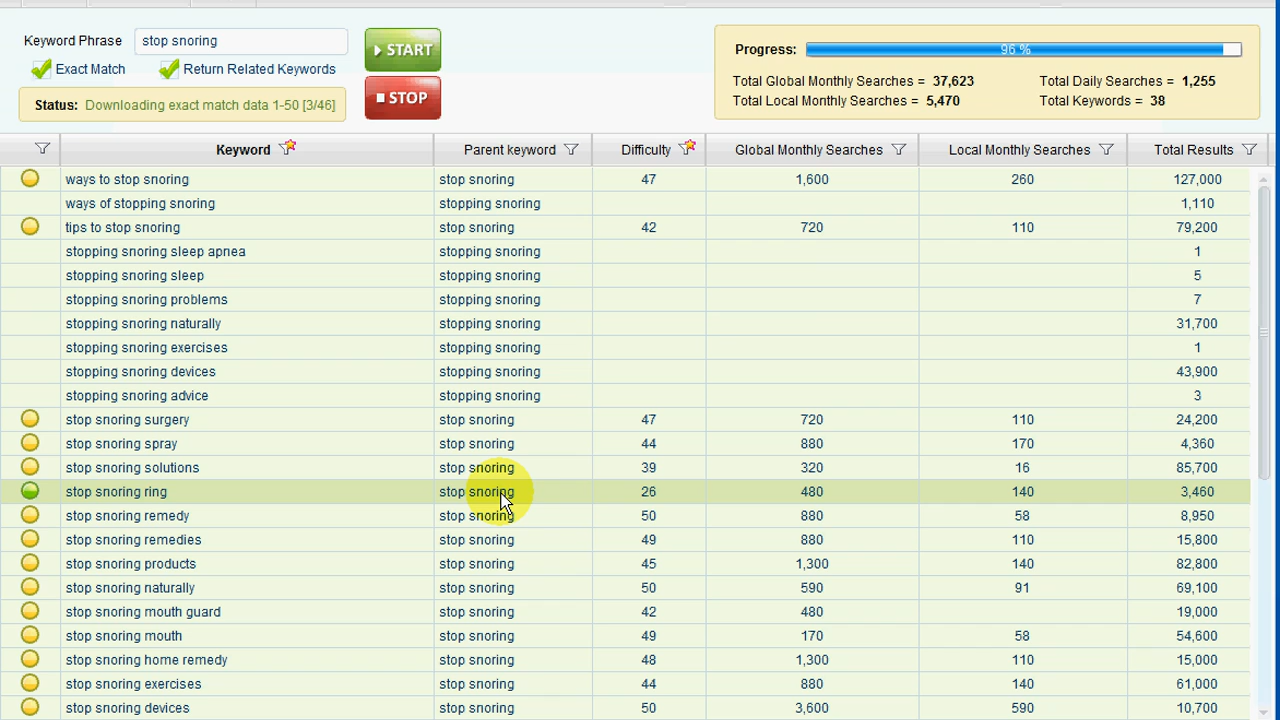 Keyword Phrase stop snoring START
Exact Match Return Related Keywords
Status: Downloading exact match data 1-50 [3/46] STOP
Progress: 96 %
Total Global Monthly Searches = 37,623 Total Daily Searches = 1,255
Total Local Monthly Searches = 5,470 Total Keywords = 38
Keyword Parent keyword Difficulty Global Monthly Searches Local Monthly Searches Total Results
ways to stop snoring stop snoring 47 1,600 260 127,000
ways of stopping snoring stopping snoring 1,110
tips to stop snoring stop snoring 42 720 110 79,200
stopping snoring sleep apnea stopping snoring 1
stopping snoring sleep stopping snoring 5
stopping snoring problems stopping snoring 7
stopping snoring naturally stopping snoring 31,700
stopping snoring exercises stopping snoring 1
stopping snoring devices stopping snoring 43,900
stopping snoring advice stopping snoring 3
stop snoring surgery stop snoring 47 720 110 24,200
stop snoring spray stop snoring 44 880 170 4,360
stop snoring solutions stop snoring 39 320 16 85,700
stop snoring ring stop snoring 26 480 140 3,460
stop snoring remedy stop snoring 50 880 58 8,950
stop snoring remedies stop snoring 49 880 110 15,800
stop snoring products stop snoring 45 1,300 140 82,800
stop snoring naturally stop snoring 50 590 91 69,100
stop snoring mouth guard stop snoring 42 480 19,000
stop snoring mouth stop snoring 49 170 58 54,600
stop snoring home remedy stop snoring 48 1,300 110 15,000
stop snoring exercises stop snoring 44 880 140 61,000
stop snoring devices stop snoring 50 3,600 590 10,700